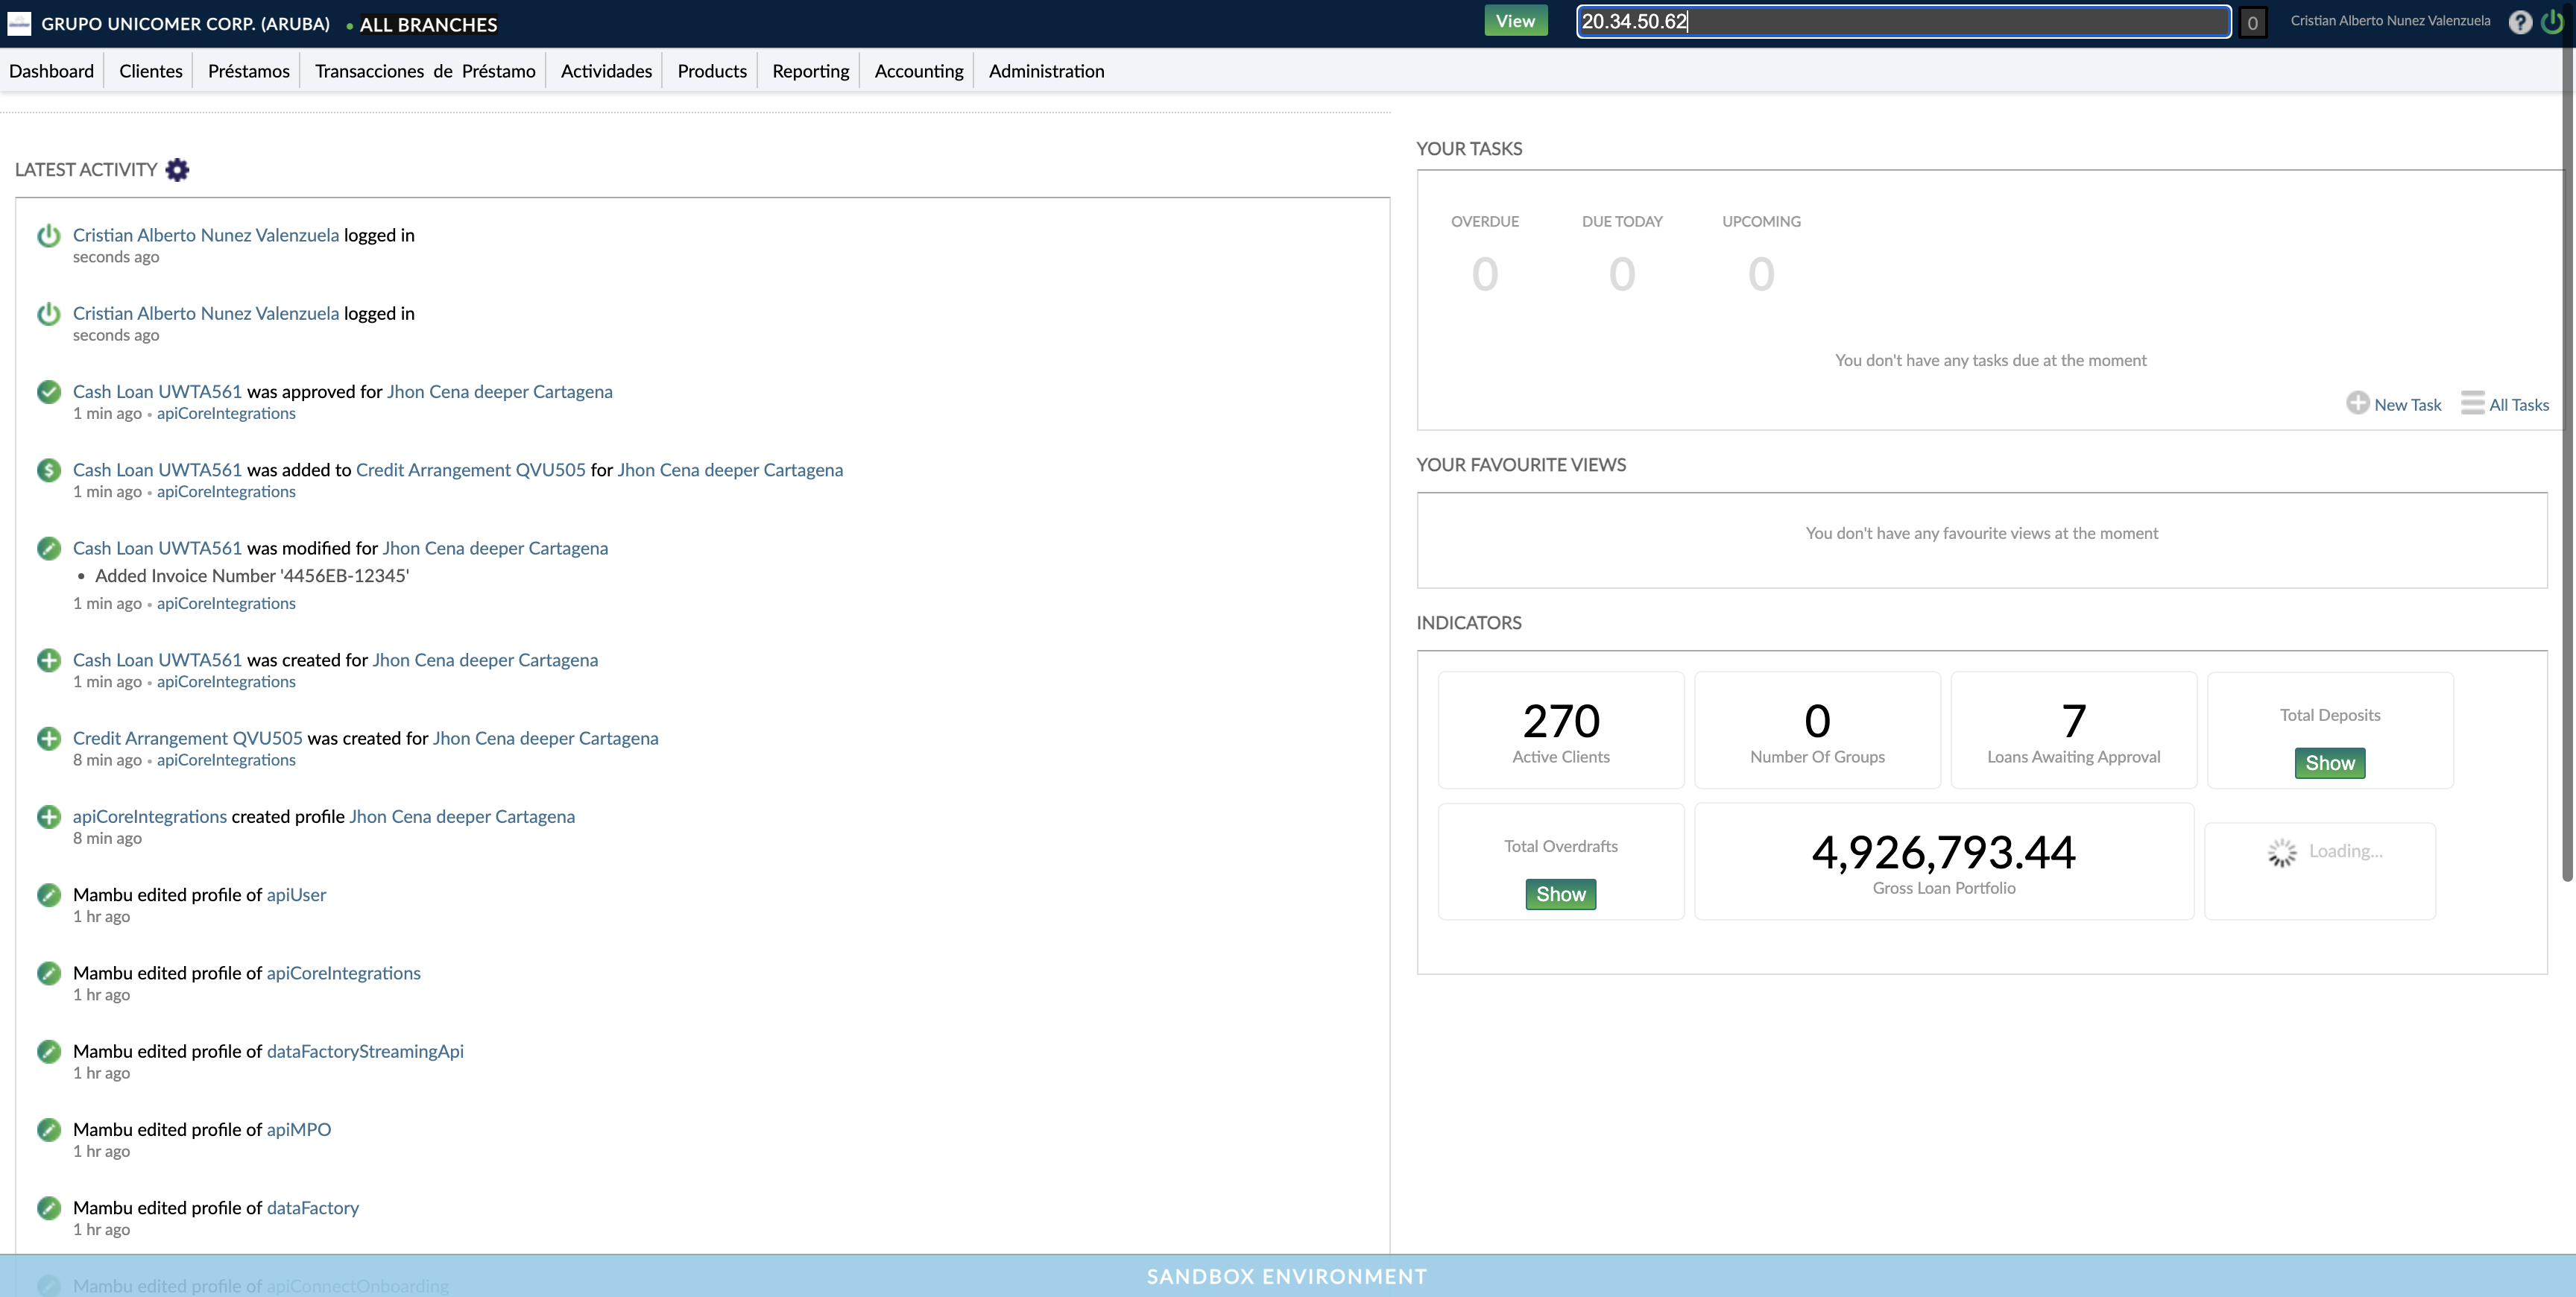 GRUPO UNICOMER CORP. (ARUBA) • ALL BRANCHES
View
20.34.50.62
0
Cristian Alberto Nunez Valenzuela
?
Dashboard Clientes Préstamos Transacciones de Préstamo Actividades Products Reporting Accounting Administration
LATEST ACTIVITY
Cristian Alberto Nunez Valenzuela logged in
seconds ago
Cristian Alberto Nunez Valenzuela logged in
seconds ago
Cash Loan UWTA561 was approved for Jhon Cena deeper Cartagena
1 min ago • apiCoreIntegrations
Cash Loan UWTA561 was added to Credit Arrangement QVU505 for Jhon Cena deeper Cartagena
1 min ago • apiCoreIntegrations
Cash Loan UWTA561 was modified for Jhon Cena deeper Cartagena
• Added Invoice Number '4456EB-12345'
1 min ago • apiCoreIntegrations
Cash Loan UWTA561 was created for Jhon Cena deeper Cartagena
1 min ago • apiCoreIntegrations
Credit Arrangement QVU505 was created for Jhon Cena deeper Cartagena
8 min ago • apiCoreIntegrations
apiCoreIntegrations created profile Jhon Cena deeper Cartagena
8 min ago
Mambu edited profile of apiUser
1 hr ago
Mambu edited profile of apiCoreIntegrations
1 hr ago
Mambu edited profile of dataFactoryStreamingApi
1 hr ago
Mambu edited profile of apiMPO
1 hr ago
Mambu edited profile of dataFactory
1 hr ago
Mambu edited profile of apiConnectOnboarding
YOUR TASKS
OVERDUE DUE TODAY UPCOMING
0 0 0
You don't have any tasks due at the moment
New Task All Tasks
YOUR FAVOURITE VIEWS
You don't have any favourite views at the moment
INDICATORS
270
Active Clients
0
Number Of Groups
7
Loans Awaiting Approval
Total Deposits
Show
Total Overdrafts
Show
4,926,793.44
Gross Loan Portfolio
Loading...
SANDBOX ENVIRONMENT